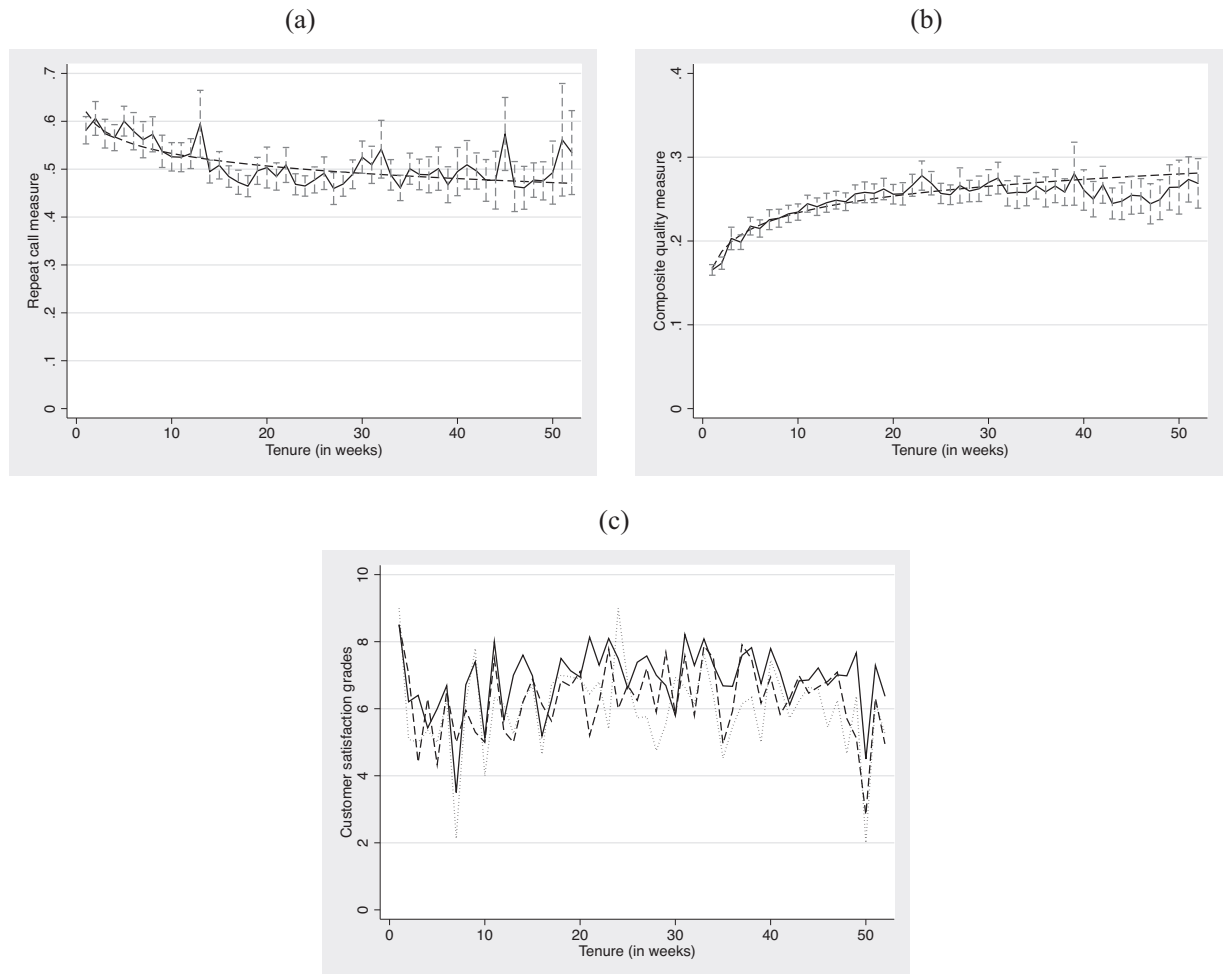 (a)
Repeat call measure
.7
.6
.5
.4
.3
.2
.1
0
0 10 20 30 40 50
Tenure (in weeks)
(b)
Composite quality measure
.4
.3
.2
.1
0
0 10 20 30 40 50
Tenure (in weeks)
(c)
Customer satisfaction grades
10
8
6
4
2
0
0 10 20 30 40 50
Tenure (in weeks)